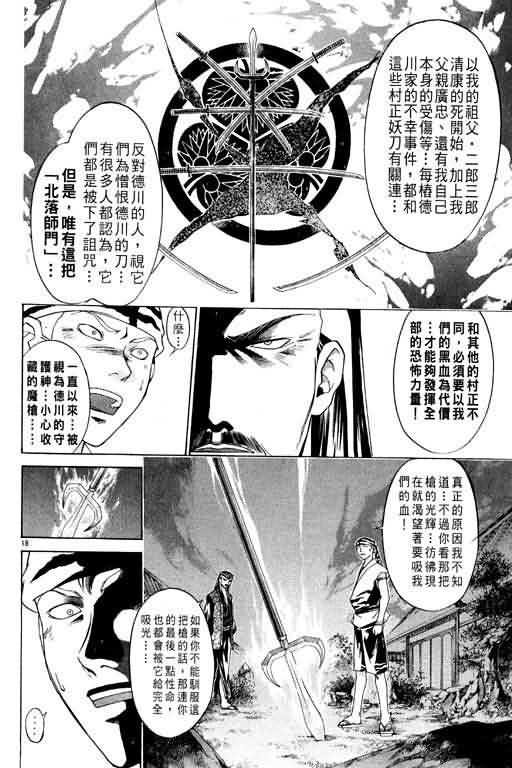 以我的祖父‧二郎三郎
清康的死開始，加上我
父親廣忠、還有我自己
本身的受傷等…每樁德
川家的不幸事件，都和
這些村正妖刀有關連…
反對德川的人，視它
們為憎恨德川的刀…
有很多人都認為，它
們都是被下了詛咒…
但是，唯有這把
「北落師門」…
和其他的村正不
同，必須要以我
們的黑血為代價
…才能夠發揮全
部的恐怖力量！
什麼…
一直以來…被
視為德川的守
護神…小心收
藏的魔槍……
真正的原因我不知
道…不過你看那把
槍的光輝…彷彿現
在就渴望著要吸我
們的血！
如果你不能馴服這
把槍的話，那連你
的最後一點性命，
也都會被它給完全
吸光…
……
18